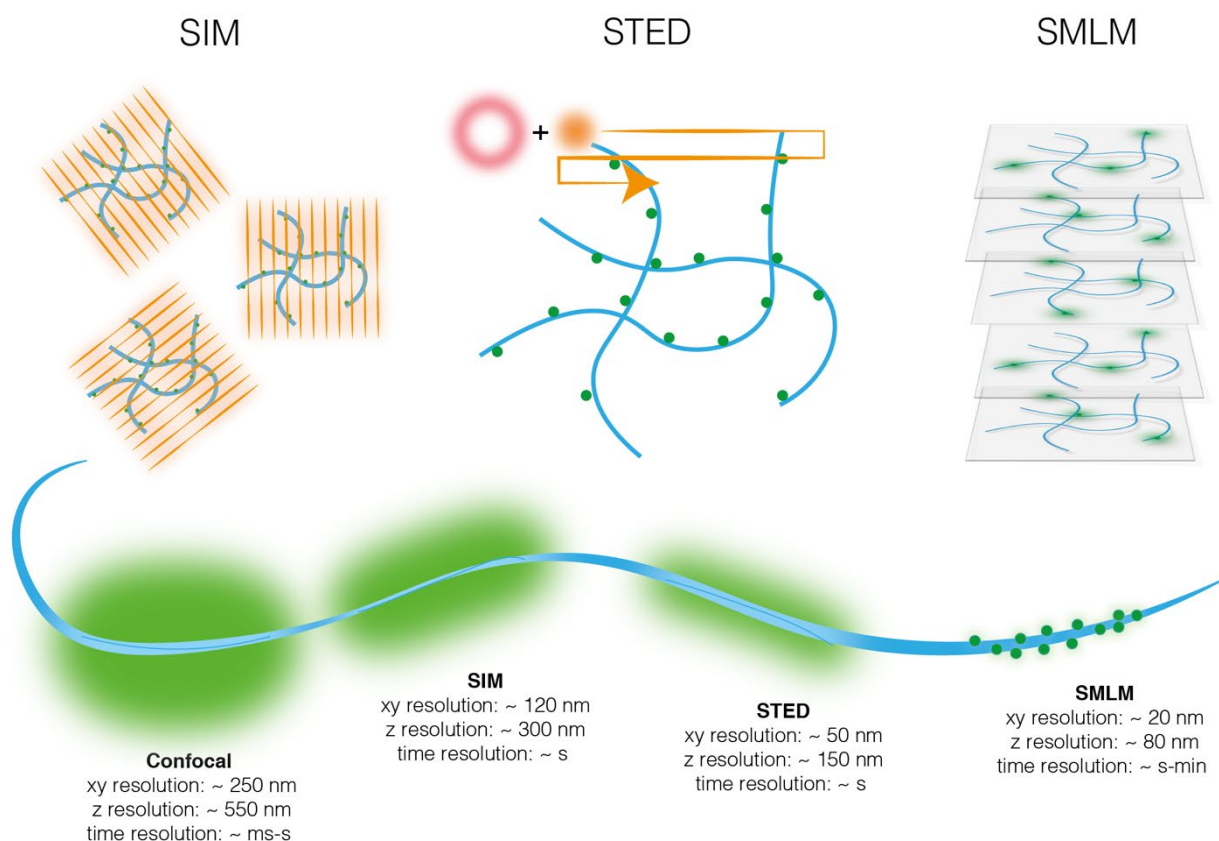 SIM
STED
SMLM
+
Confocal
xy resolution: ~ 250 nm
z resolution: ~ 550 nm
time resolution: ~ ms-s
SIM
xy resolution: ~ 120 nm
z resolution: ~ 300 nm
time resolution: ~ s
STED
xy resolution: ~ 50 nm
z resolution: ~ 150 nm
time resolution: ~ s
SMLM
xy resolution: ~ 20 nm
z resolution: ~ 80 nm
time resolution: ~ s-min